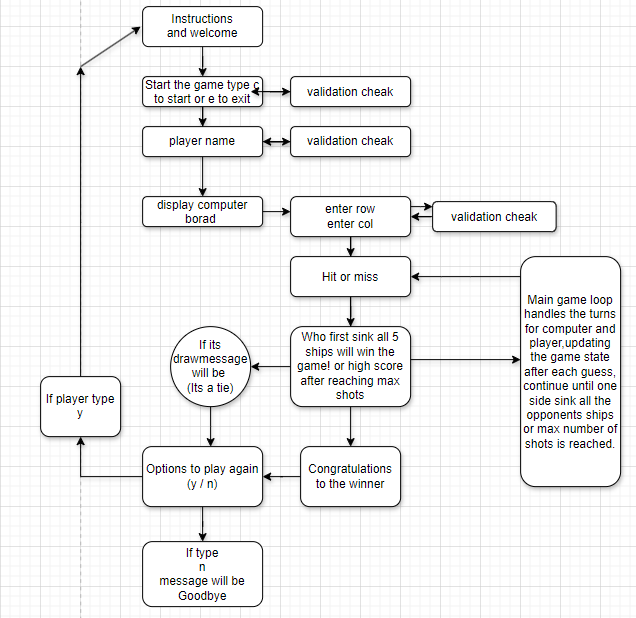 Instructions
and welcome
Start the game type c
to start or e to exit
validation cheak
player name
validation cheak
display computer
borad
enter row
enter col
validation cheak
Hit or miss
Main game loop
handles the turns
for computer and
player,updating
the game state
after each guess,
continue until one
side sink all the
opponents ships
or max number of
shots is reached.
Who first sink all 5
ships will win the
game! or high score
after reaching max
shots
If its
drawmessage
will be
(Its a tie)
If player type
y
Options to play again
(y / n)
Congratulations
to the winner
If type
n
message will be
Goodbye